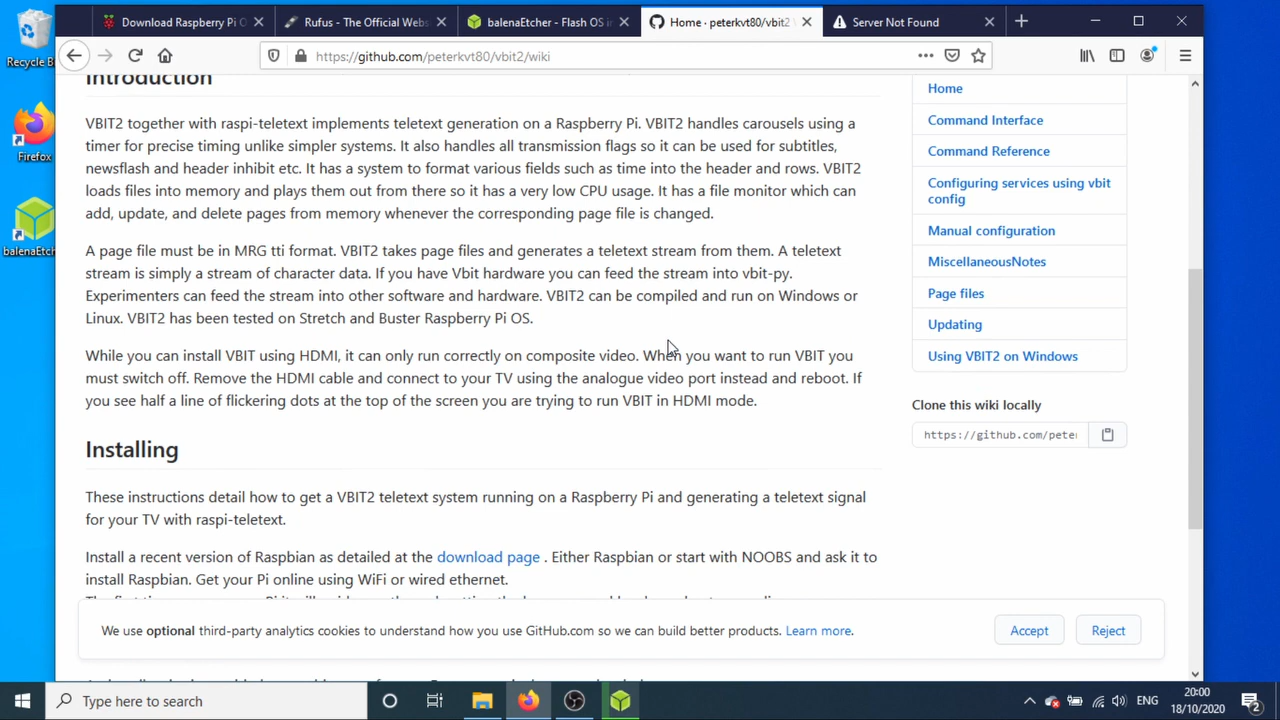 Download Raspberry Pi O
Rufus - The Official Webs
balenaEtcher - Flash OS i
Home · peterkvt80/vbit2
Server Not Found
https://github.com/peterkvt80/vbit2/wiki
Recycle B
Firefox
balenaEtch
Introduction
VBIT2 together with raspi-teletext implements teletext generation on a Raspberry Pi. VBIT2 handles carousels using a
timer for precise timing unlike simpler systems. It also handles all transmission flags so it can be used for subtitles,
newsflash and header inhibit etc. It has a system to format various fields such as time into the header and rows. VBIT2
loads files into memory and plays them out from there so it has a very low CPU usage. It has a file monitor which can
add, update, and delete pages from memory whenever the corresponding page file is changed.
A page file must be in MRG tti format. VBIT2 takes page files and generates a teletext stream from them. A teletext
stream is simply a stream of character data. If you have Vbit hardware you can feed the stream into vbit-py.
Experimenters can feed the stream into other software and hardware. VBIT2 can be compiled and run on Windows or
Linux. VBIT2 has been tested on Stretch and Buster Raspberry Pi OS.
While you can install VBIT using HDMI, it can only run correctly on composite video. When you want to run VBIT you
must switch off. Remove the HDMI cable and connect to your TV using the analogue video port instead and reboot. If
you see half a line of flickering dots at the top of the screen you are trying to run VBIT in HDMI mode.
Installing
These instructions detail how to get a VBIT2 teletext system running on a Raspberry Pi and generating a teletext signal
for your TV with raspi-teletext.
Install a recent version of Raspbian as detailed at the download page . Either Raspbian or start with NOOBS and ask it to
install Raspbian. Get your Pi online using WiFi or wired ethernet.
Home
Command Interface
Command Reference
Configuring services using vbit
config
Manual configuration
MiscellaneousNotes
Page files
Updating
Using VBIT2 on Windows
Clone this wiki locally
https://github.com/pete
We use optional third-party analytics cookies to understand how you use GitHub.com so we can build better products. Learn more.
Accept
Reject
Type here to search
ENG
20:00
18/10/2020
2